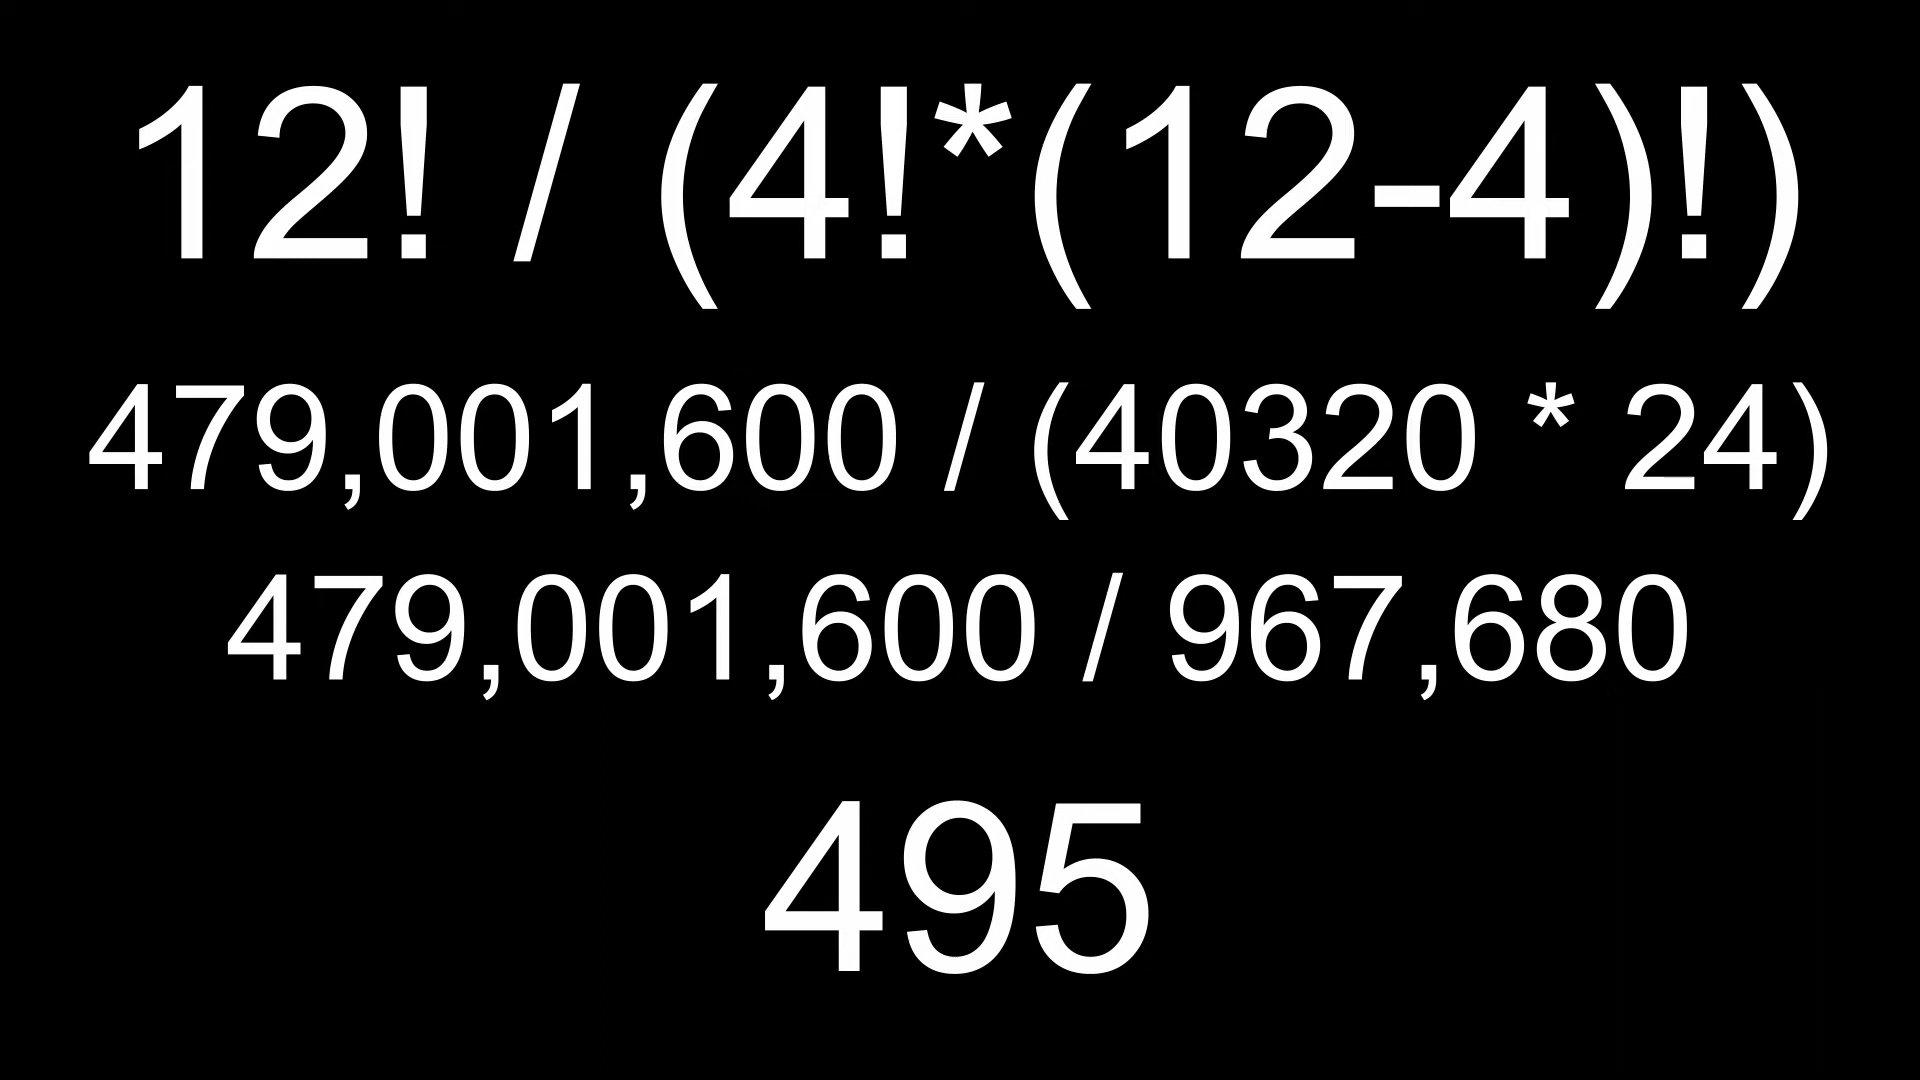 12! / (4!*(12-4)!)
479,001,600 / (40320 * 24)
479,001,600 / 967,680
495